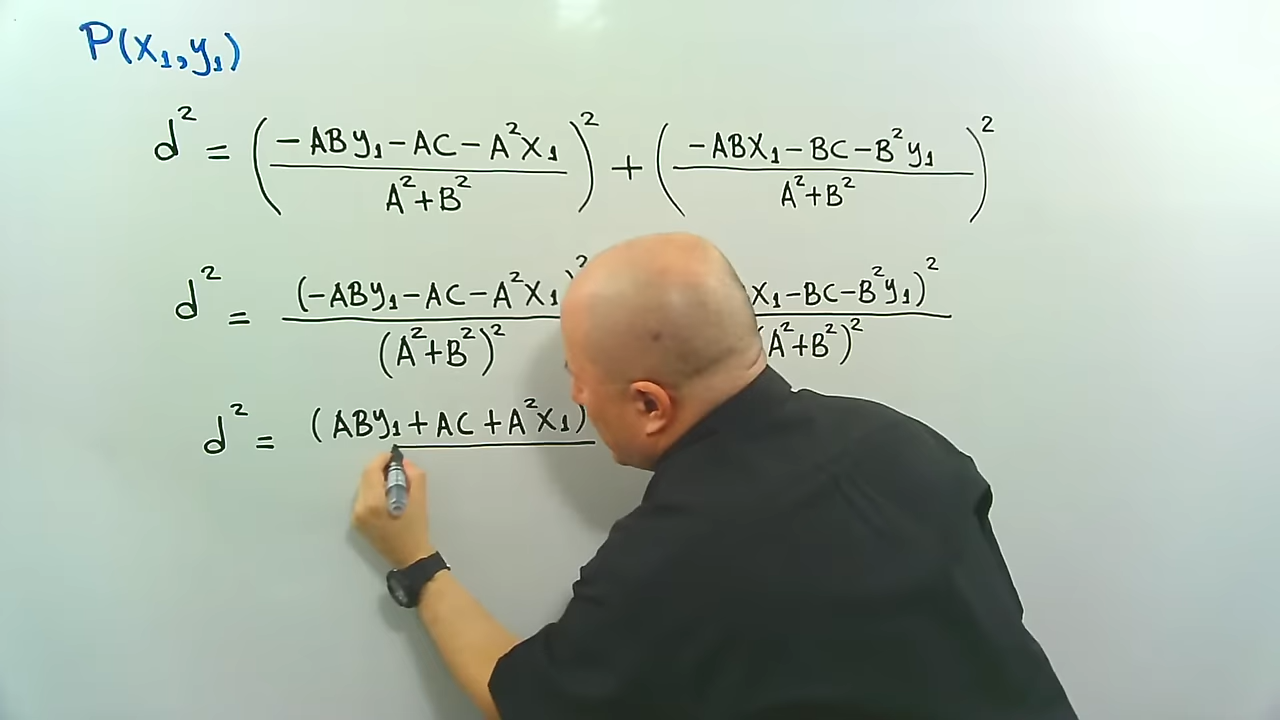 P(x₁,y₁)
d² = (−ABy₁−AC−A²x₁ / A²+B²)² + (−ABx₁−BC−B²y₁ / A²+B²)²
d² = (−ABy₁−AC−A²x₁)² / (A²+B²)² x₁−BC−B²y₁)² / (A²+B²)²
d² = (ABy₁+AC+A²x₁)